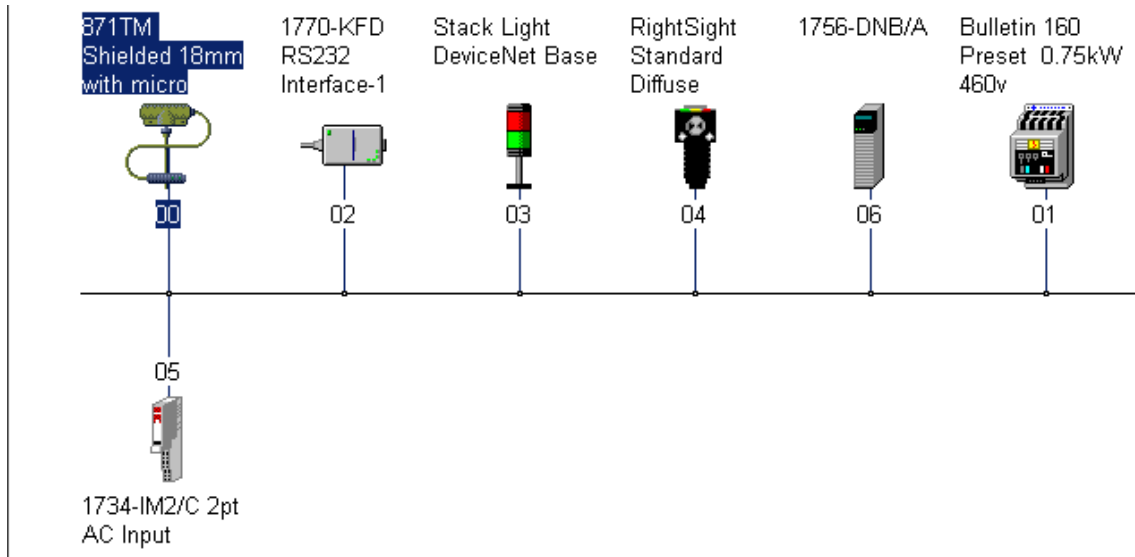 871TM
Shielded 18mm
with micro
00
1770-KFD
RS232
Interface-1
02
Stack Light
DeviceNet Base
03
RightSight
Standard
Diffuse
04
1756-DNB/A
06
Bulletin 160
Preset 0.75kW
460v
01
05
1734-IM2/C 2pt
AC Input